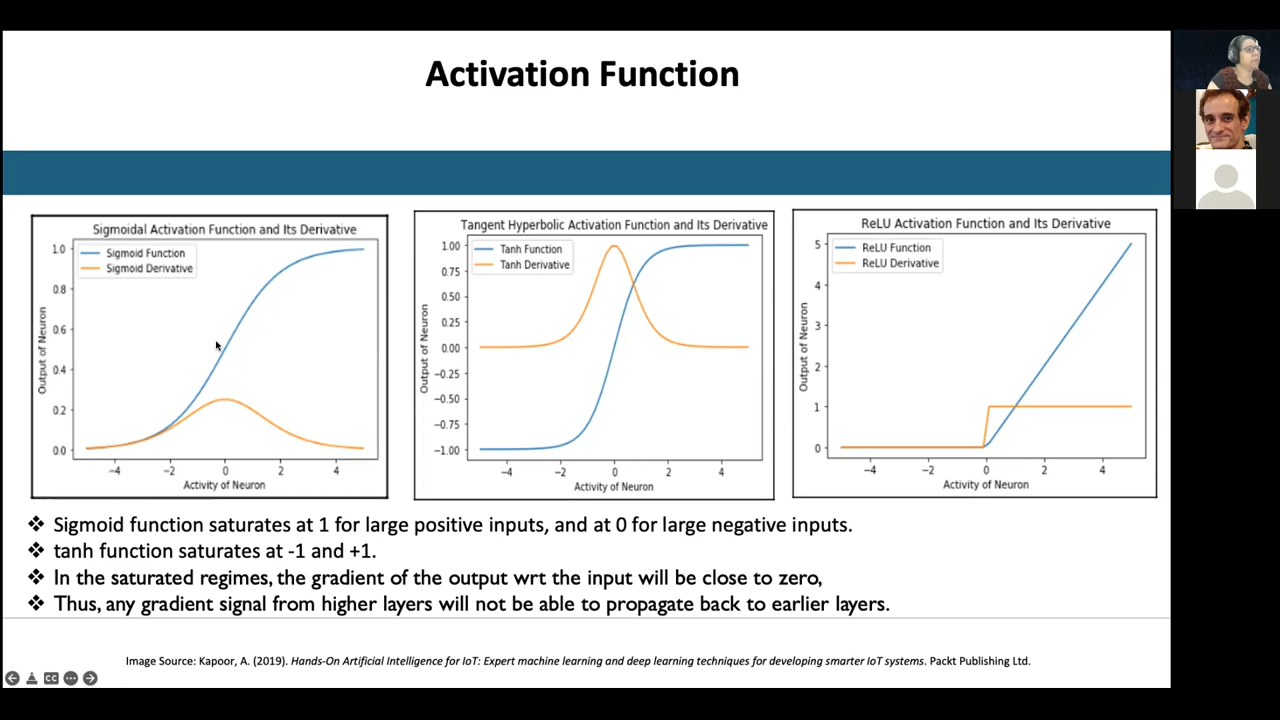 Activation Function
Sigmoidal Activation Function and Its Derivative
Sigmoid Function
Sigmoid Derivative
1.0
0.8
0.6
0.4
0.2
0.0
Output of Neuron
−4
−2
0
2
4
Activity of Neuron
Tangent Hyperbolic Activation Function and Its Derivative
Tanh Function
Tanh Derivative
1.00
0.75
0.50
0.25
0.00
−0.25
−0.50
−0.75
−1.00
Output of Neuron
−4
−2
0
2
4
Activity of Neuron
ReLU Activation Function and Its Derivative
ReLU Function
ReLU Derivative
5
4
3
2
1
0
Output of Neuron
−4
−2
0
2
4
Activity of Neuron
❖ Sigmoid function saturates at 1 for large positive inputs, and at 0 for large negative inputs.
❖ tanh function saturates at -1 and +1.
❖ In the saturated regimes, the gradient of the output wrt the input will be close to zero,
❖ Thus, any gradient signal from higher layers will not be able to propagate back to earlier layers.
Image Source: Kapoor, A. (2019). Hands-On Artificial Intelligence for IoT: Expert machine learning and deep learning techniques for developing smarter IoT systems. Packt Publishing Ltd.
CC